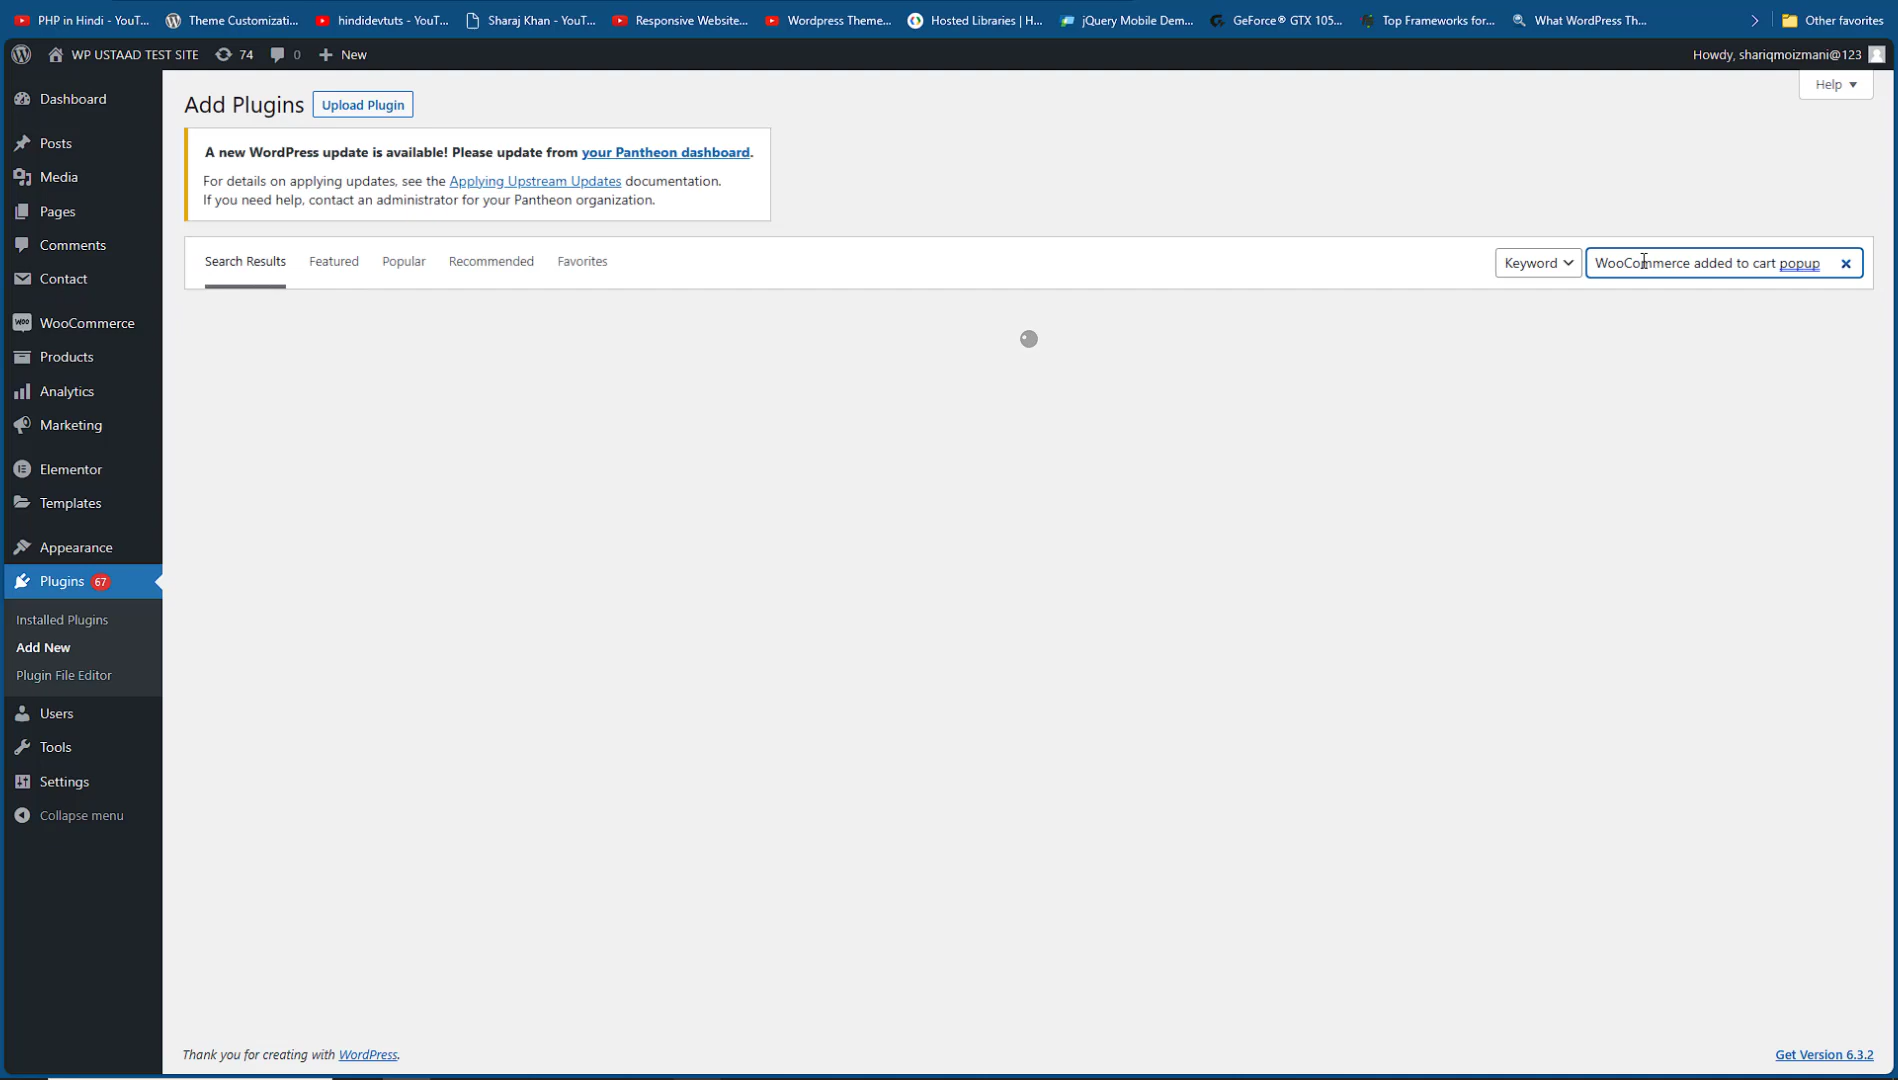 PHP in Hindi - YouT... Theme Customizati... hindidevtuts - YouT... Sharaj Khan - YouT... Responsive Website... Wordpress Theme... Hosted Libraries | H... jQuery Mobile Dem... GeForce® GTX 105... Top Frameworks for... What WordPress Th... Other favorites
WP USTAAD TEST SITE 74 0 New Howdy, shariqmoizmani@123
Help
Dashboard
Posts
Media
Pages
Comments
Contact
WooCommerce
Products
Analytics
Marketing
Elementor
Templates
Appearance
Plugins 67
Installed Plugins
Add New
Plugin File Editor
Users
Tools
Settings
Collapse menu
Add Plugins Upload Plugin
A new WordPress update is available! Please update from your Pantheon dashboard.
For details on applying updates, see the Applying Upstream Updates documentation.
If you need help, contact an administrator for your Pantheon organization.
Search Results Featured Popular Recommended Favorites Keyword WooCommerce added to cart popup
Thank you for creating with WordPress. Get Version 6.3.2